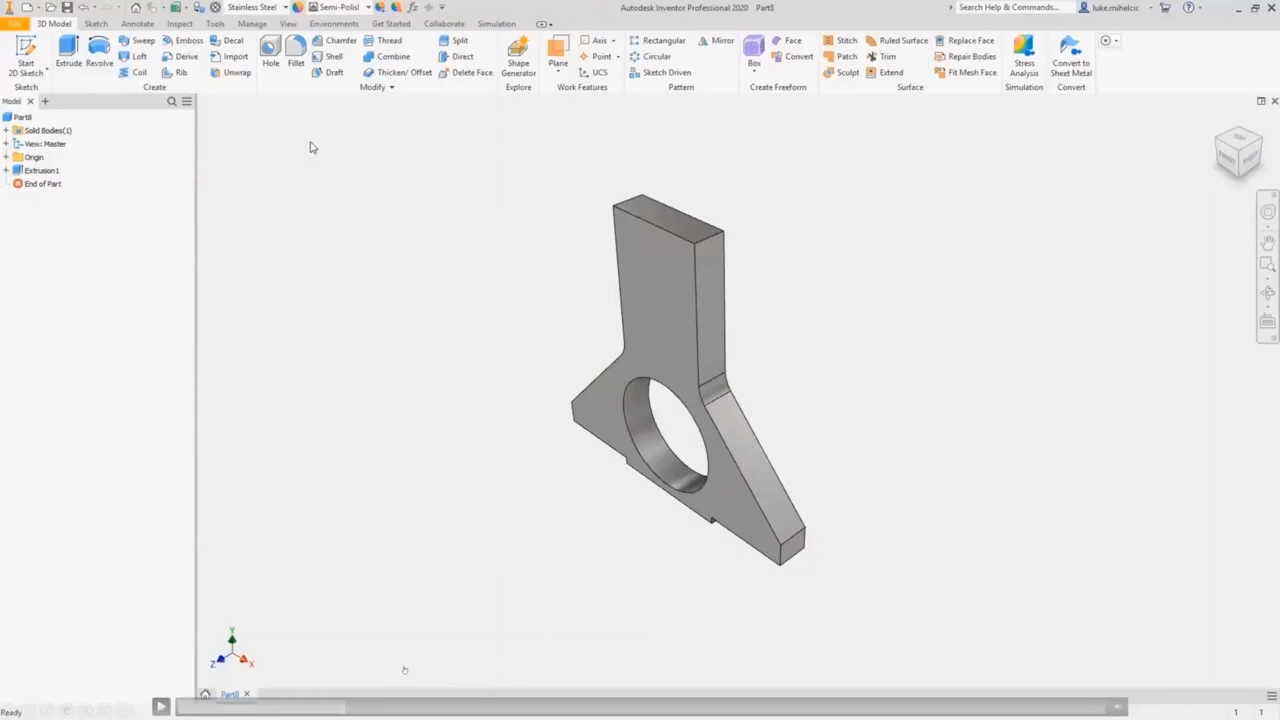 Stainless Steel Semi-Polisl Autodesk Inventor Professional 2020 Part8 Search Help & Commands... luke.mihelcic
File 3D Model Sketch Annotate Inspect Tools Manage View Environments Get Started Collaborate Simulation
Sweep Emboss Decal Chamfer Thread Split Axis Rectangular Mirror Face Stitch Ruled Surface Replace Face
Loft Derive Import Shell Combine Direct Point Circular Convert Patch Trim Repair Bodies
Start 2D Sketch Extrude Revolve Hole Fillet Shape Generator Plane Box Stress Analysis Convert to Sheet Metal
Coil Rib Unwrap Draft Thicken/ Offset Delete Face UCS Sketch Driven Sculpt Extend Fit Mesh Face
Sketch Create Modify Explore Work Features Pattern Create Freeform Surface Simulation Convert
Model
Part8
Solid Bodies(1)
View: Master
Origin
Extrusion1
End of Part
TOP
FRONT RIGHT
Y
Z X
Part8
Ready 1 1